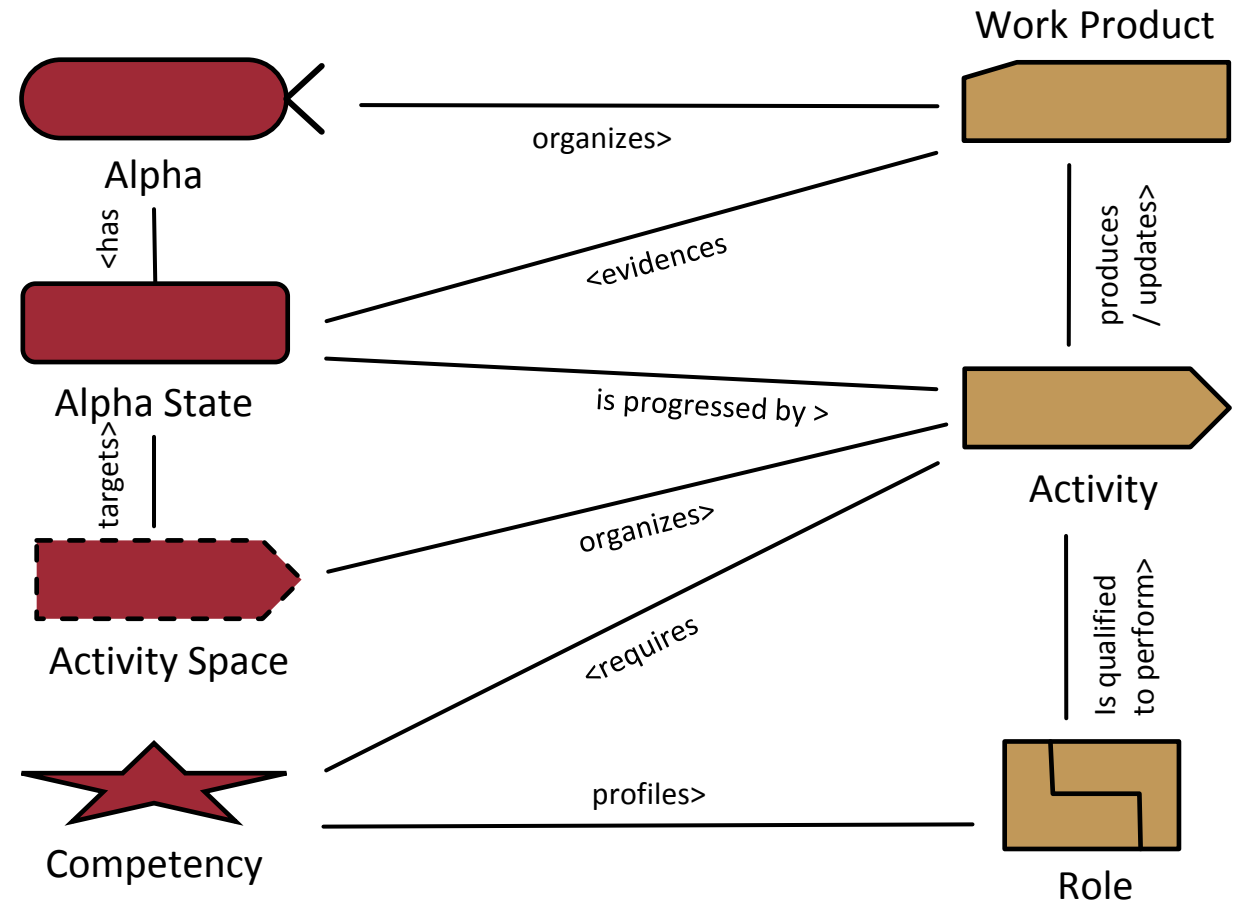 Work Product
organizes>
Alpha
<has
<evidences
produces
/ updates>
Alpha State
is progressed by >
targets>
Activity
organizes>
Activity Space
<requires
Is qualified
to perform>
profiles>
Competency
Role